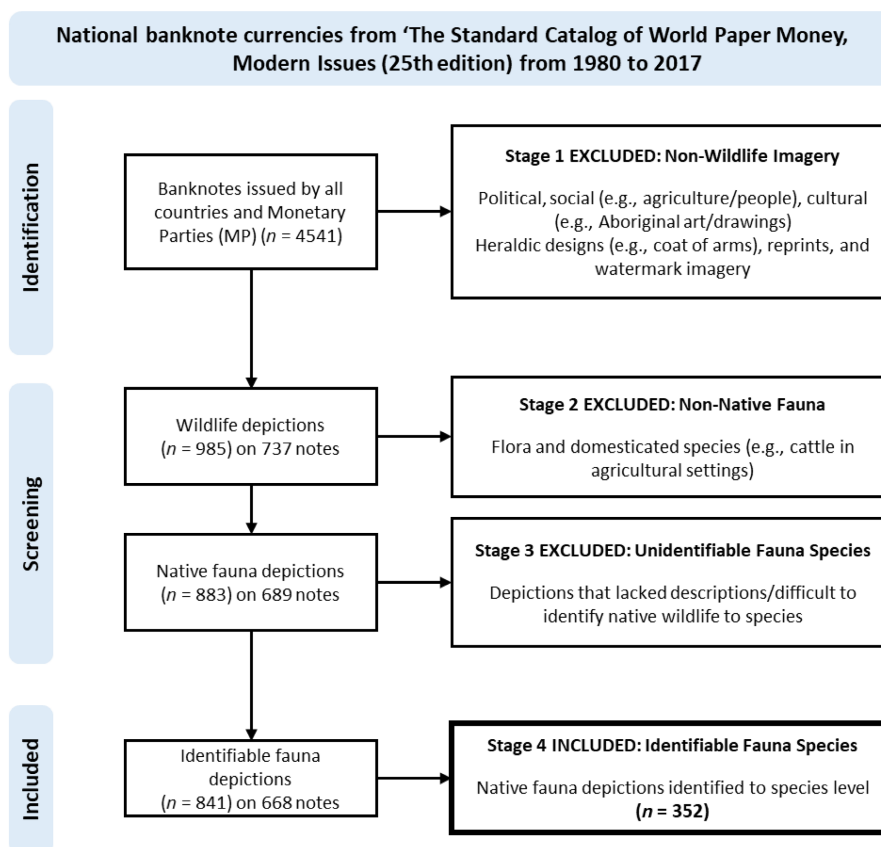 National banknote currencies from ‘The Standard Catalog of World Paper Money,
Modern Issues (25th edition) from 1980 to 2017
Identification
Banknotes issued by all
countries and Monetary
Parties (MP) (n = 4541)
Stage 1 EXCLUDED: Non-Wildlife Imagery
Political, social (e.g., agriculture/people), cultural
(e.g., Aboriginal art/drawings)
Heraldic designs (e.g., coat of arms), reprints, and
watermark imagery
Screening
Wildlife depictions
(n = 985) on 737 notes
Stage 2 EXCLUDED: Non-Native Fauna
Flora and domesticated species (e.g., cattle in
agricultural settings)
Native fauna depictions
(n = 883) on 689 notes
Stage 3 EXCLUDED: Unidentifiable Fauna Species
Depictions that lacked descriptions/difficult to
identify native wildlife to species
Included
Identifiable fauna
depictions
(n = 841) on 668 notes
Stage 4 INCLUDED: Identifiable Fauna Species
Native fauna depictions identified to species level
(n = 352)